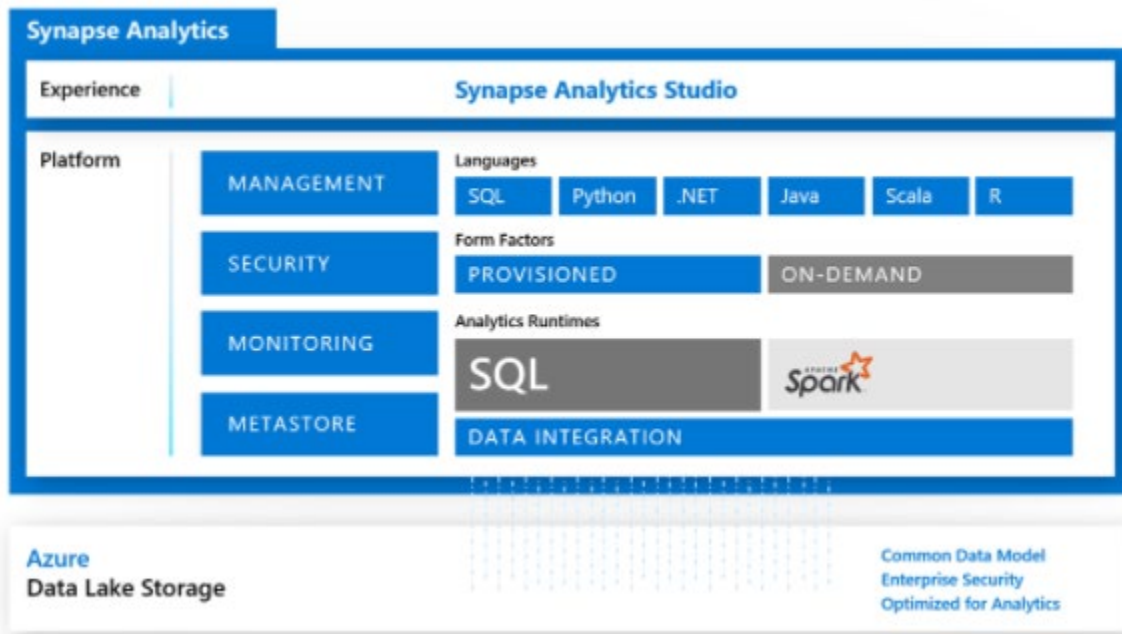 Synapse Analytics
Experience
Synapse Analytics Studio
Platform
MANAGEMENT
SECURITY
MONITORING
METASTORE
Languages
SQL Python .NET Java Scala R
Form Factors
PROVISIONED ON-DEMAND
Analytics Runtimes
SQL
APACHE
Spark
DATA INTEGRATION
Azure
Data Lake Storage
Common Data Model
Enterprise Security
Optimized for Analytics